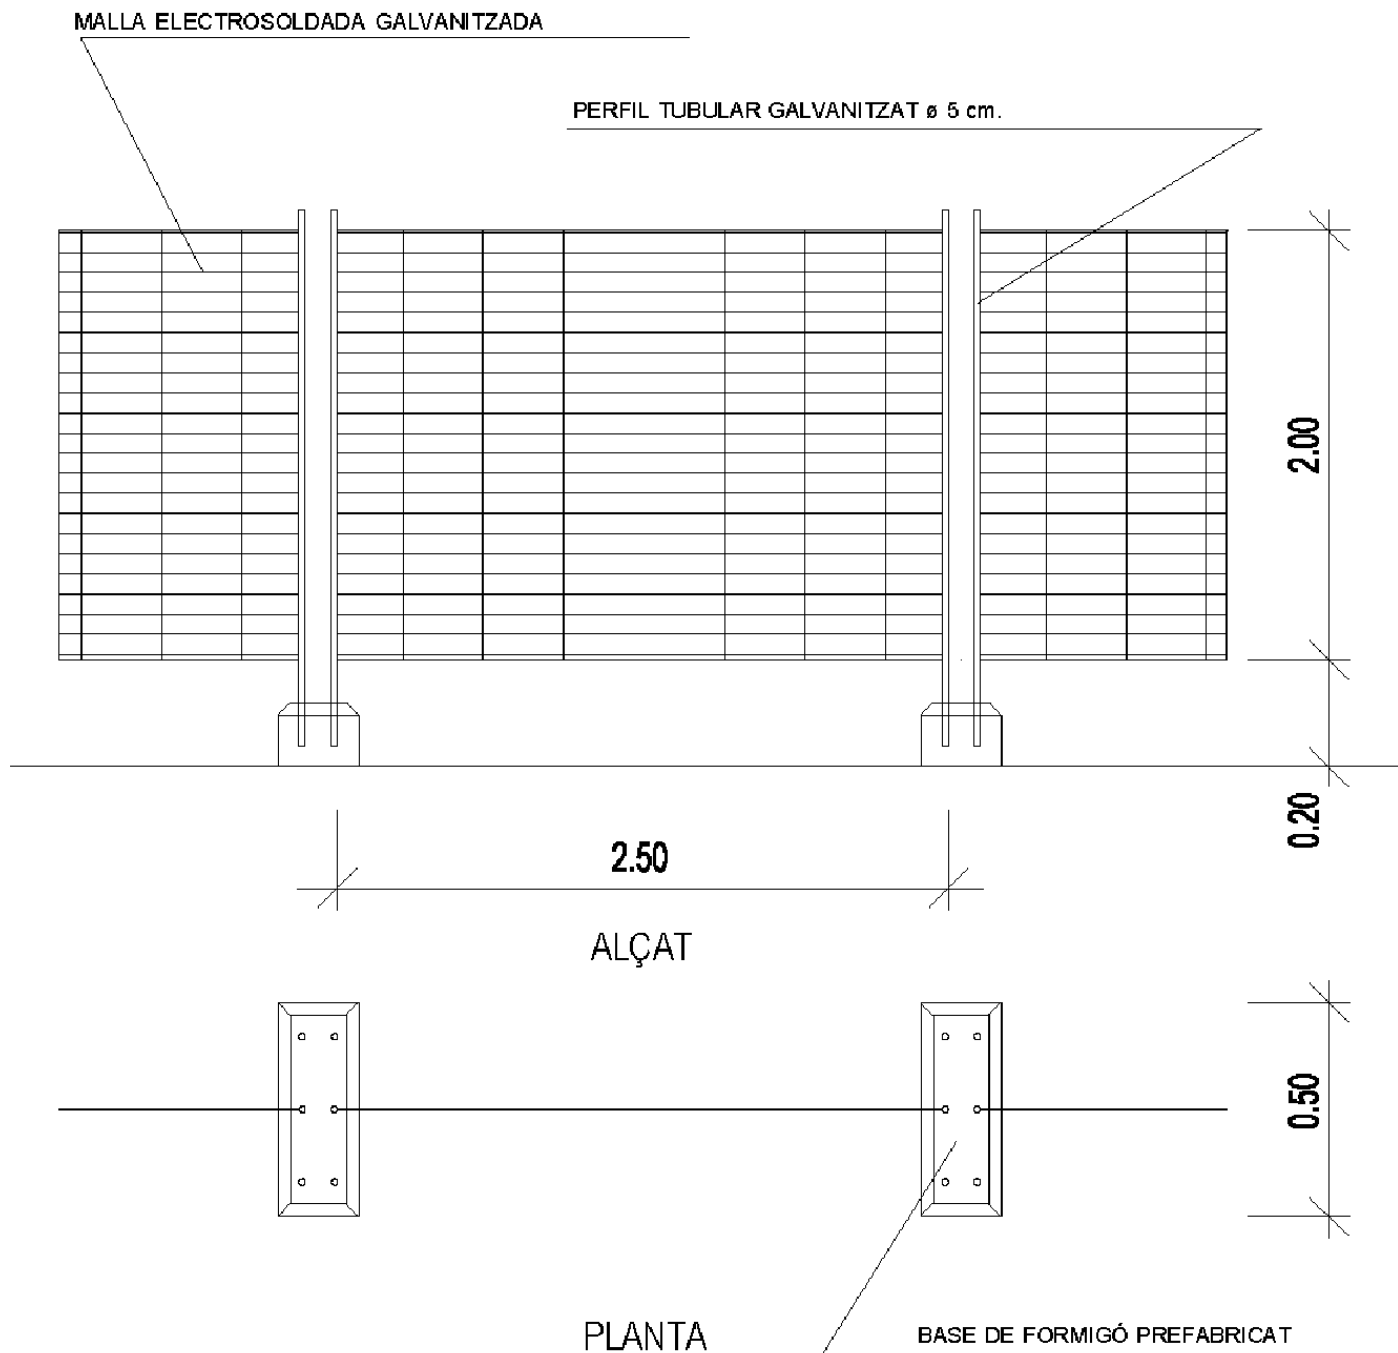 MALLA ELECTROSOLDADA GALVANITZADA
PERFIL TUBULAR GALVANITZAT ø 5 cm.
2.00
0.20
2.50
ALÇAT
0.50
PLANTA
BASE DE FORMIGÓ PREFABRICAT